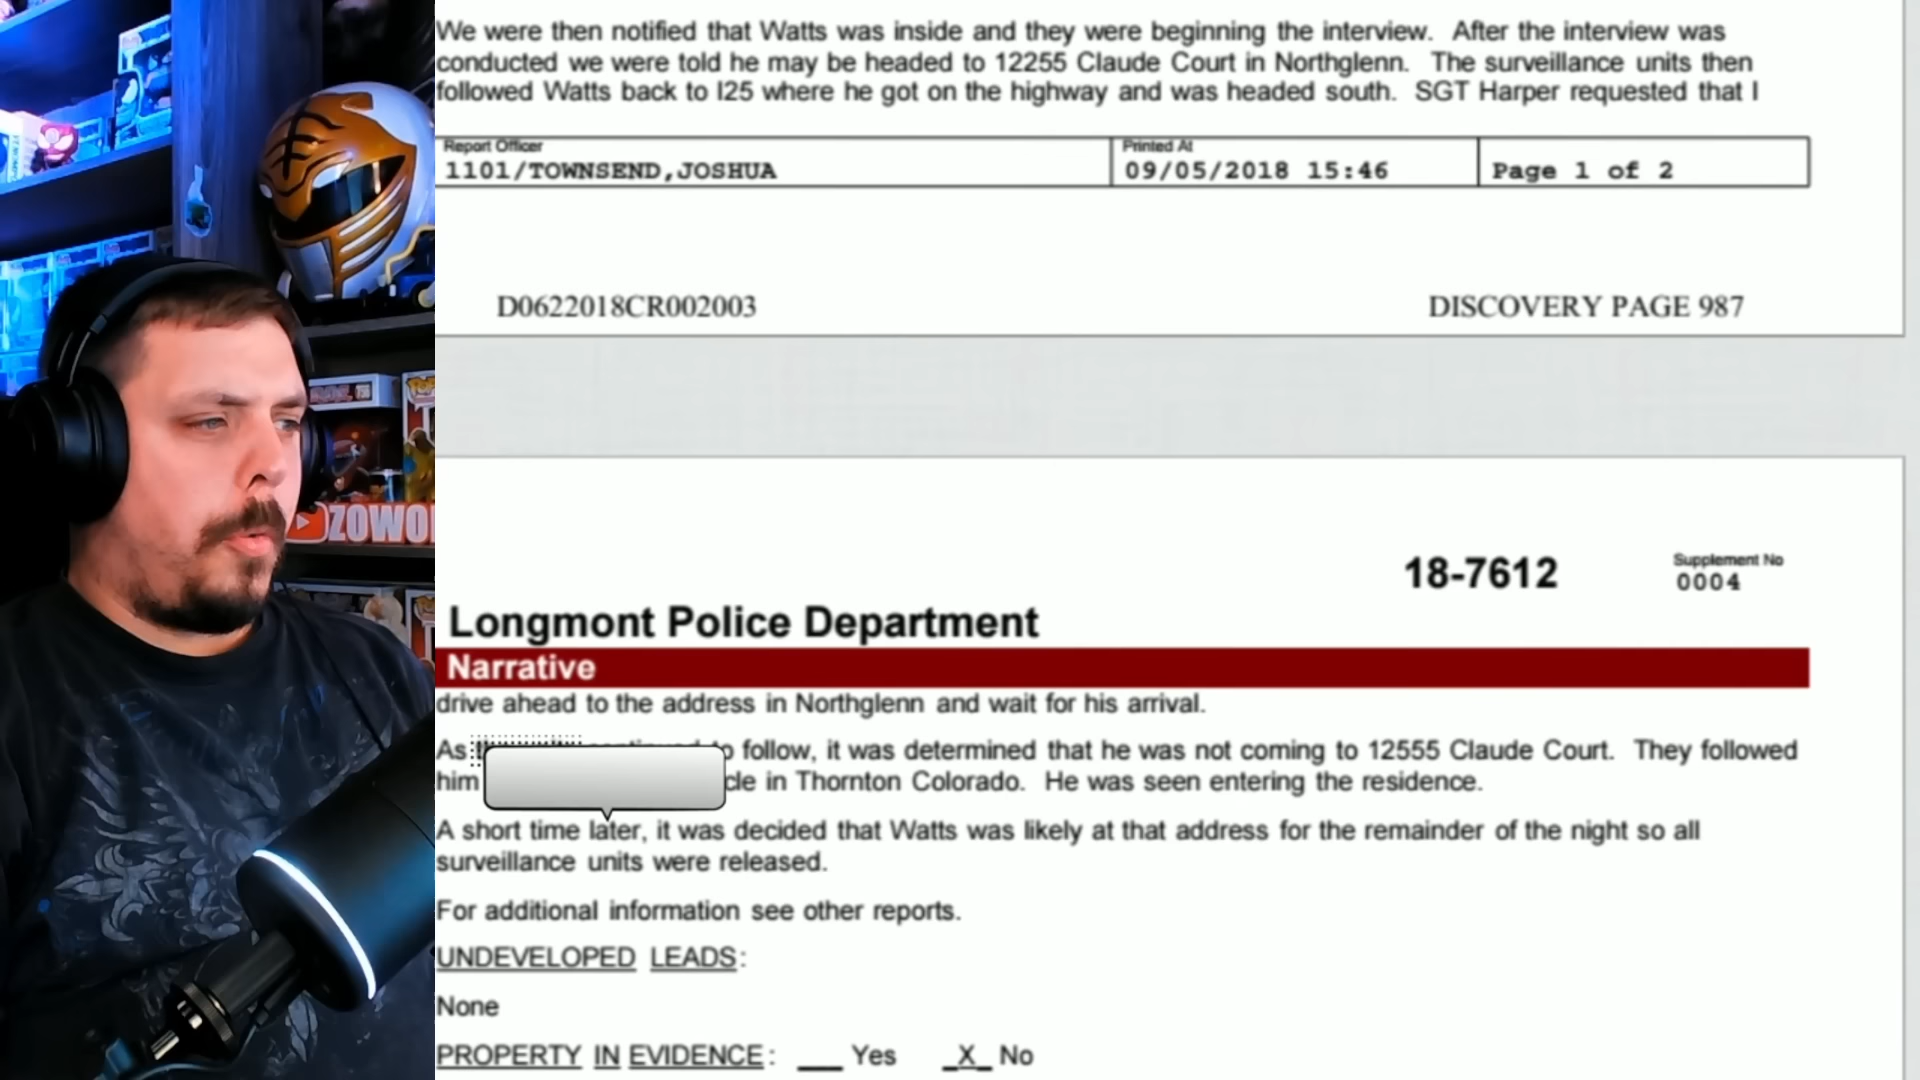 We were then notified that Watts was inside and they were beginning the interview. After the interview was
conducted we were told he may be headed to 12255 Claude Court in Northglenn. The surveillance units then
followed Watts back to I25 where he got on the highway and was headed south. SGT Harper requested that I
Report Officer
1101/TOWNSEND,JOSHUA
Printed At
09/05/2018 15:46
Page 1 of 2
D0622018CR002003
DISCOVERY PAGE 987
ZOWO
18-7612
Supplement No
0004
Longmont Police Department
Narrative
drive ahead to the address in Northglenn and wait for his arrival.
As to follow, it was determined that he was not coming to 12555 Claude Court. They followed
him cle in Thornton Colorado. He was seen entering the residence.
A short time later, it was decided that Watts was likely at that address for the remainder of the night so all
surveillance units were released.
For additional information see other reports.
UNDEVELOPED LEADS:
None
PROPERTY IN EVIDENCE: ___ Yes _X_ No